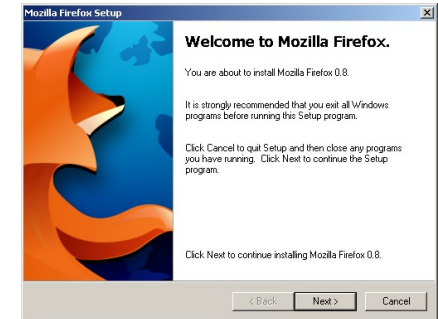 Mozilla Firefox Setup
Welcome to Mozilla Firefox.
You are about to install Mozilla Firefox 0.8.
It is strongly recommended that you exit all Windows
programs before running this Setup program.
Click Cancel to quit Setup and then close any programs
you have running. Click Next to continue the Setup
program.
Click Next to continue installing Mozilla Firefox 0.8.
< Back Next > Cancel